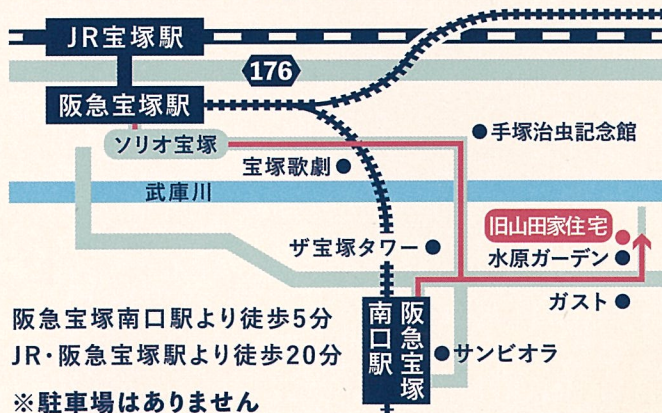 JR宝塚駅
176
阪急宝塚駅
手塚治虫記念館
ソリオ宝塚
宝塚歌劇
武庫川
旧山田家住宅
ザ宝塚タワー
水原ガーデン
ガスト
阪急宝塚
南口駅
サンビオラ
阪急宝塚南口駅より徒歩5分
JR・阪急宝塚駅より徒歩20分
※駐車場はありません